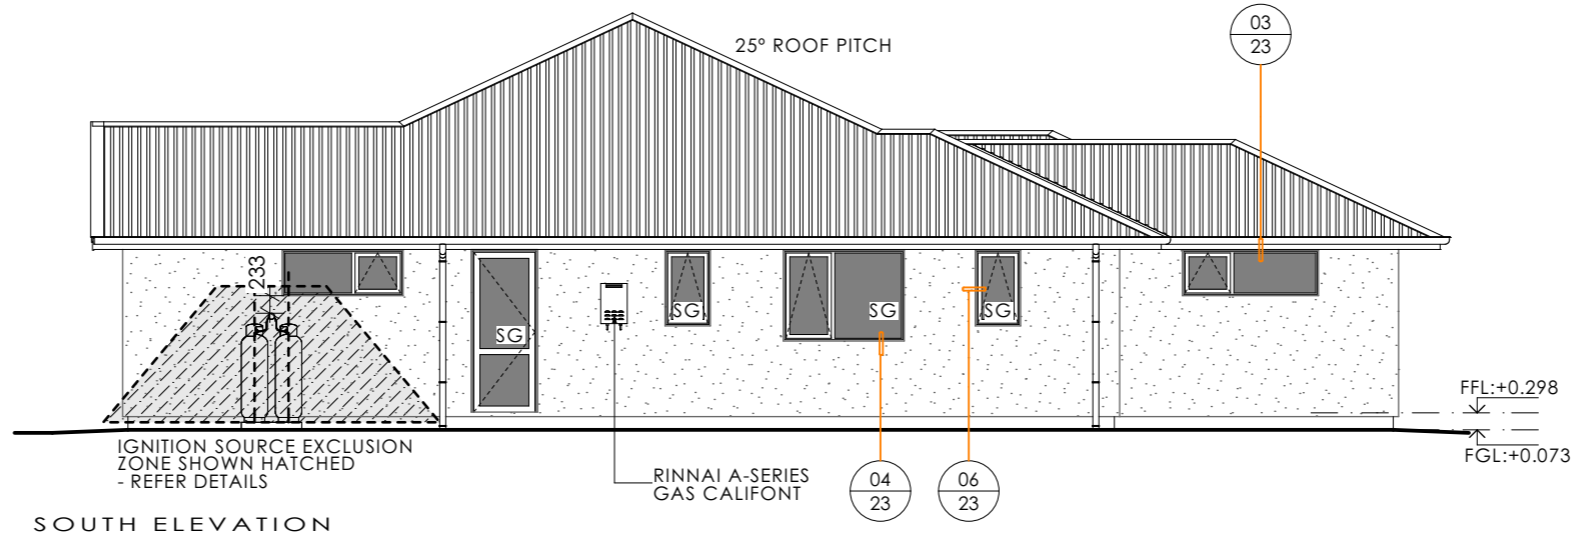 03
23
25° ROOF PITCH
233
SG
SG
SG
SG
FFL:+0.298
FGL:+0.073
IGNITION SOURCE EXCLUSION
ZONE SHOWN HATCHED
- REFER DETAILS
RINNAI A-SERIES
GAS CALIFONT
04
23
06
23
SOUTH ELEVATION